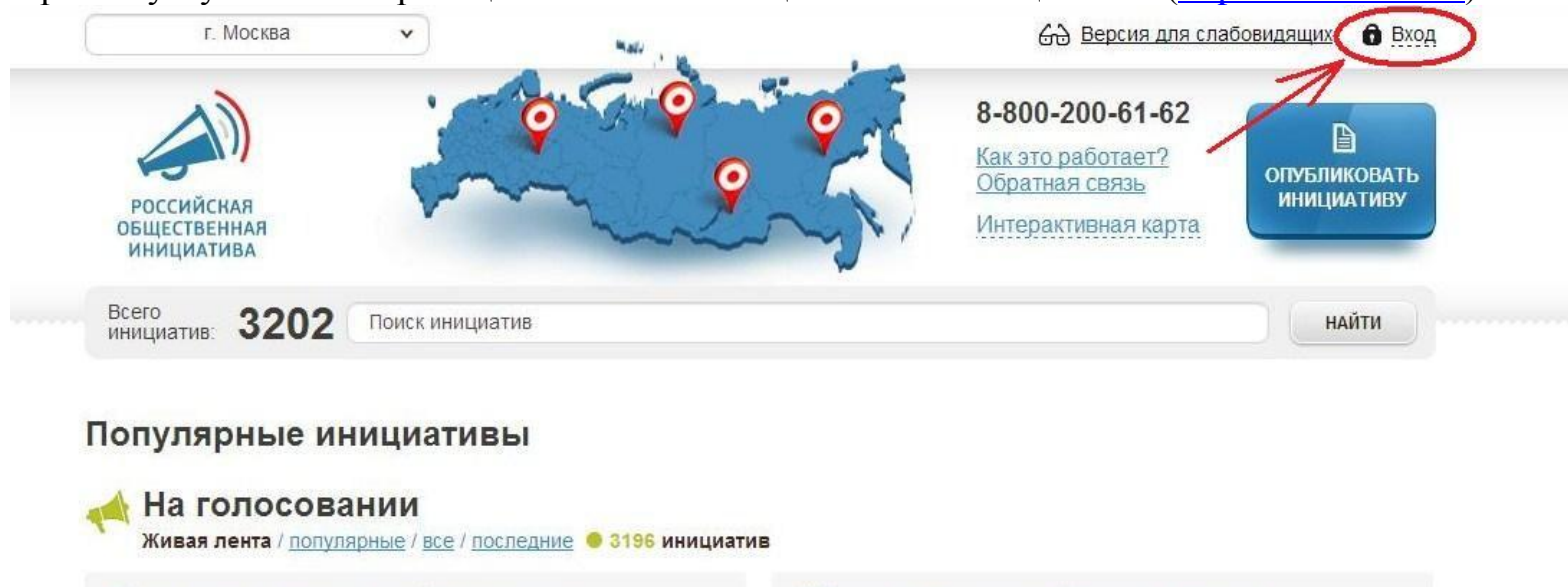 г. Москва
Версия для слабовидящих
Вход
8-800-200-61-62
Как это работает?
Обратная связь
Интерактивная карта
ОПУБЛИКОВАТЬ
ИНИЦИАТИВУ
РОССИЙСКАЯ
ОБЩЕСТВЕННАЯ
ИНИЦИАТИВА
Всего
инициатив: 3202 Поиск инициатив НАЙТИ
Популярные инициативы
На голосовании
Живая лента / популярные / все / последние 3196 инициатив